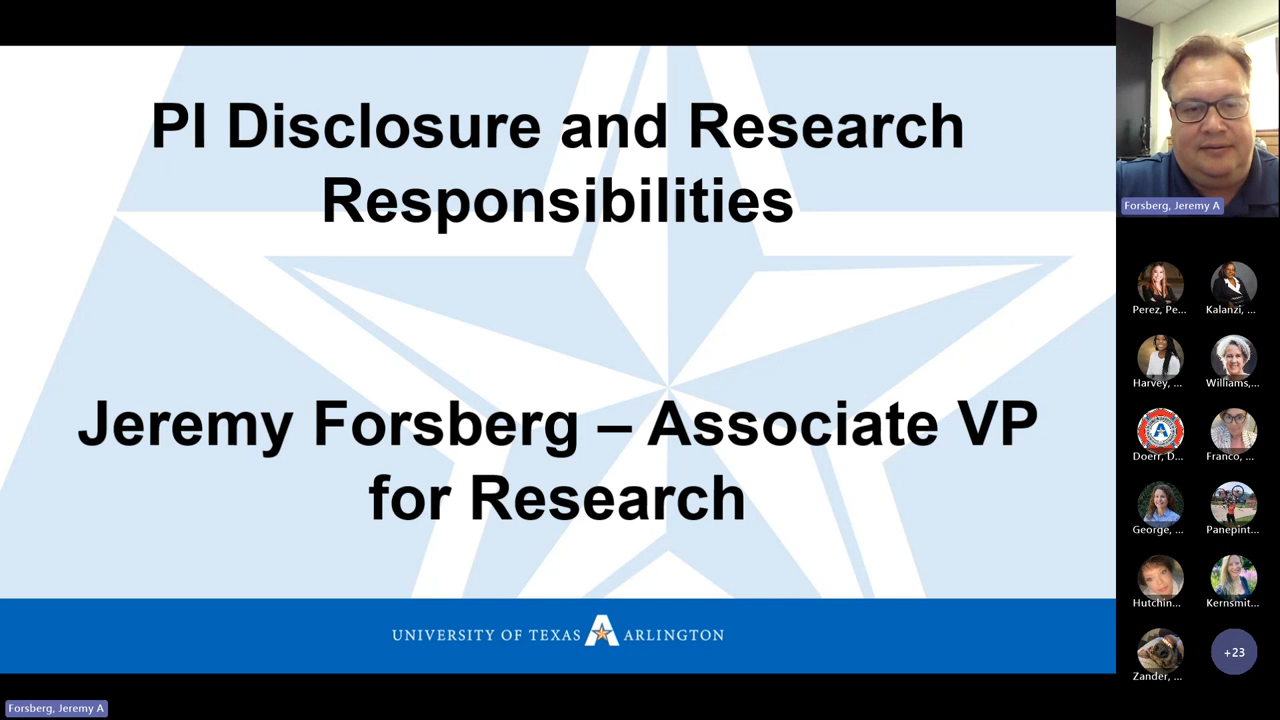 PI Disclosure and Research
Responsibilities
Jeremy Forsberg – Associate VP
for Research
UNIVERSITY OF TEXAS A ARLINGTON
Forsberg, Jeremy A
Perez, Pe...
Kalanzi, ...
Harvey, ...
Williams,...
Doerr, D...
Franco, ...
George, ...
Panepint...
Hutchin...
Kernsmit...
Zander, ...
+23
Forsberg, Jeremy A